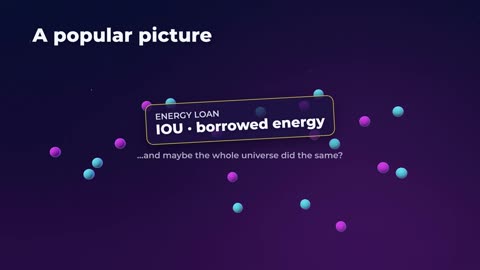 A popular picture
ENERGY LOAN
IOU · borrowed energy
...and maybe the whole universe did the same?